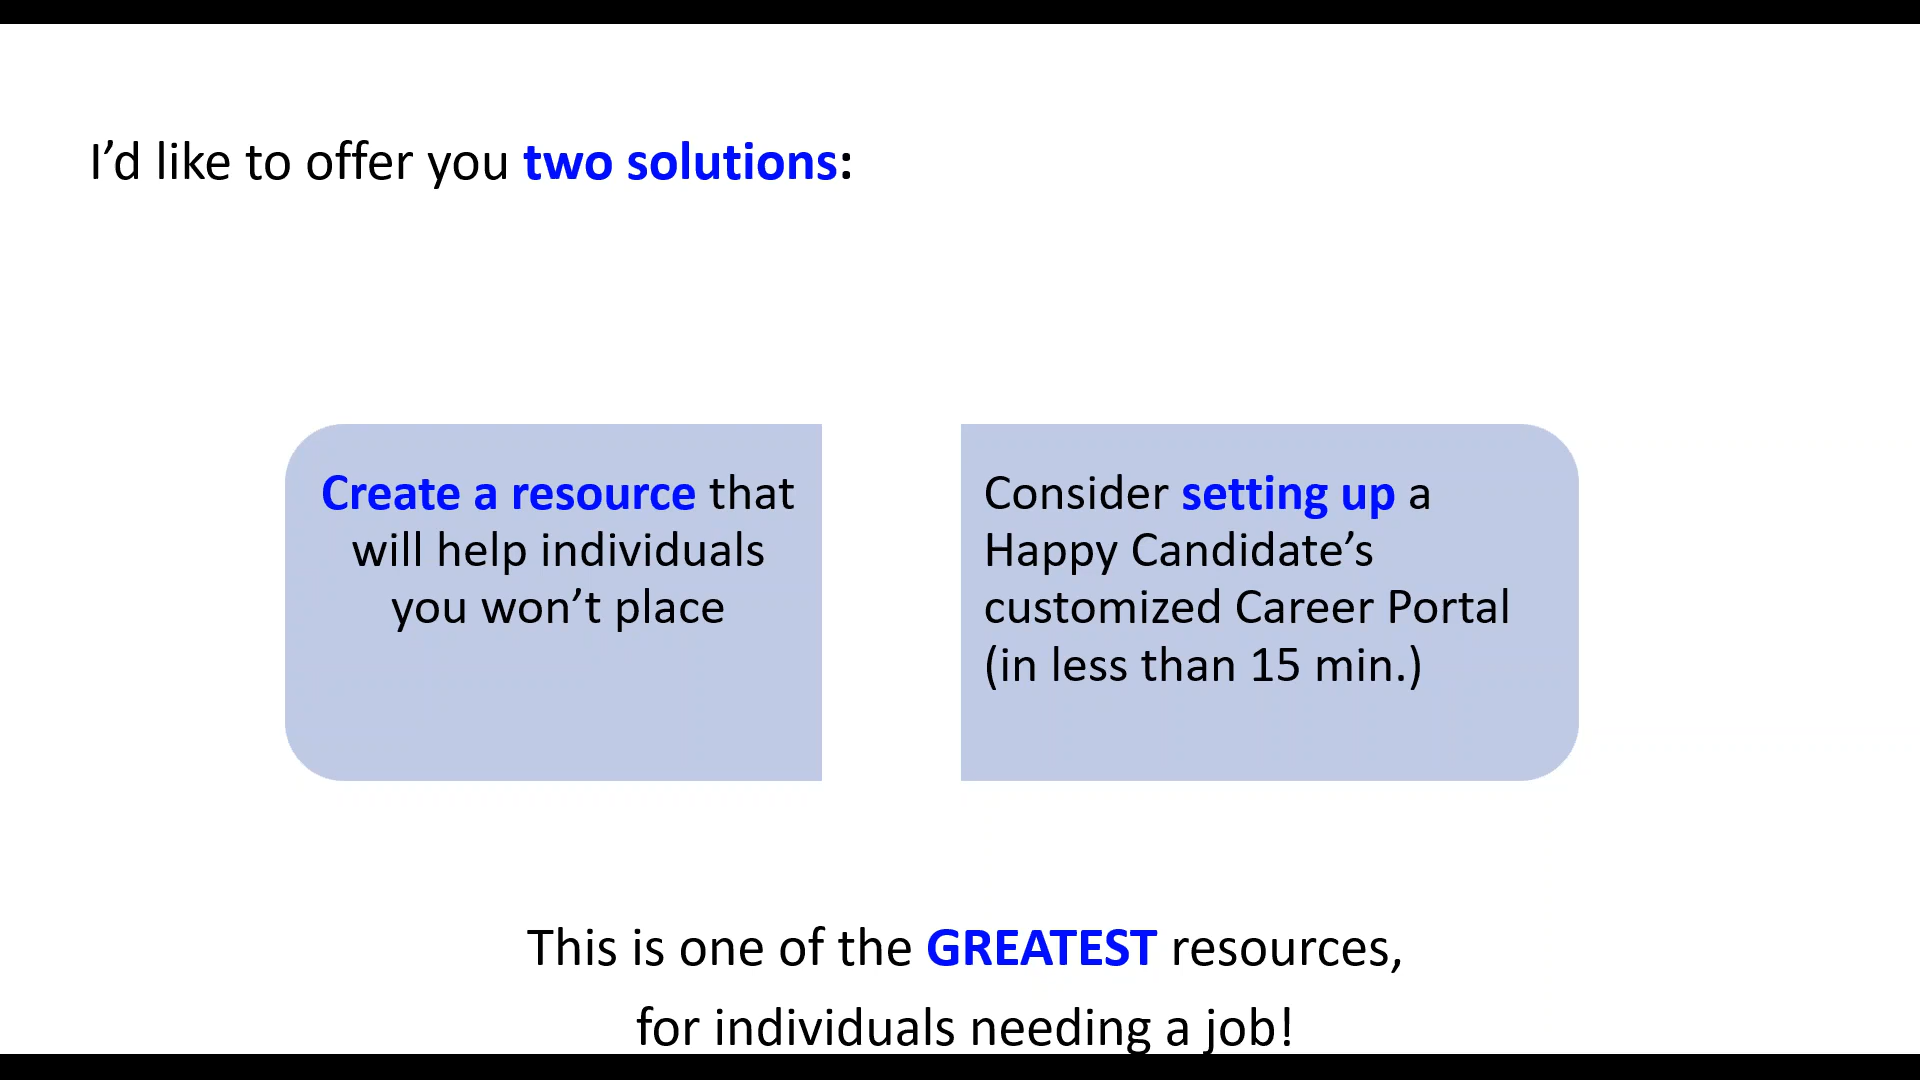 I’d like to offer you two solutions:
Create a resource that
will help individuals
you won’t place
Consider setting up a
Happy Candidate’s
customized Career Portal
(in less than 15 min.)
This is one of the GREATEST resources,
for individuals needing a job!